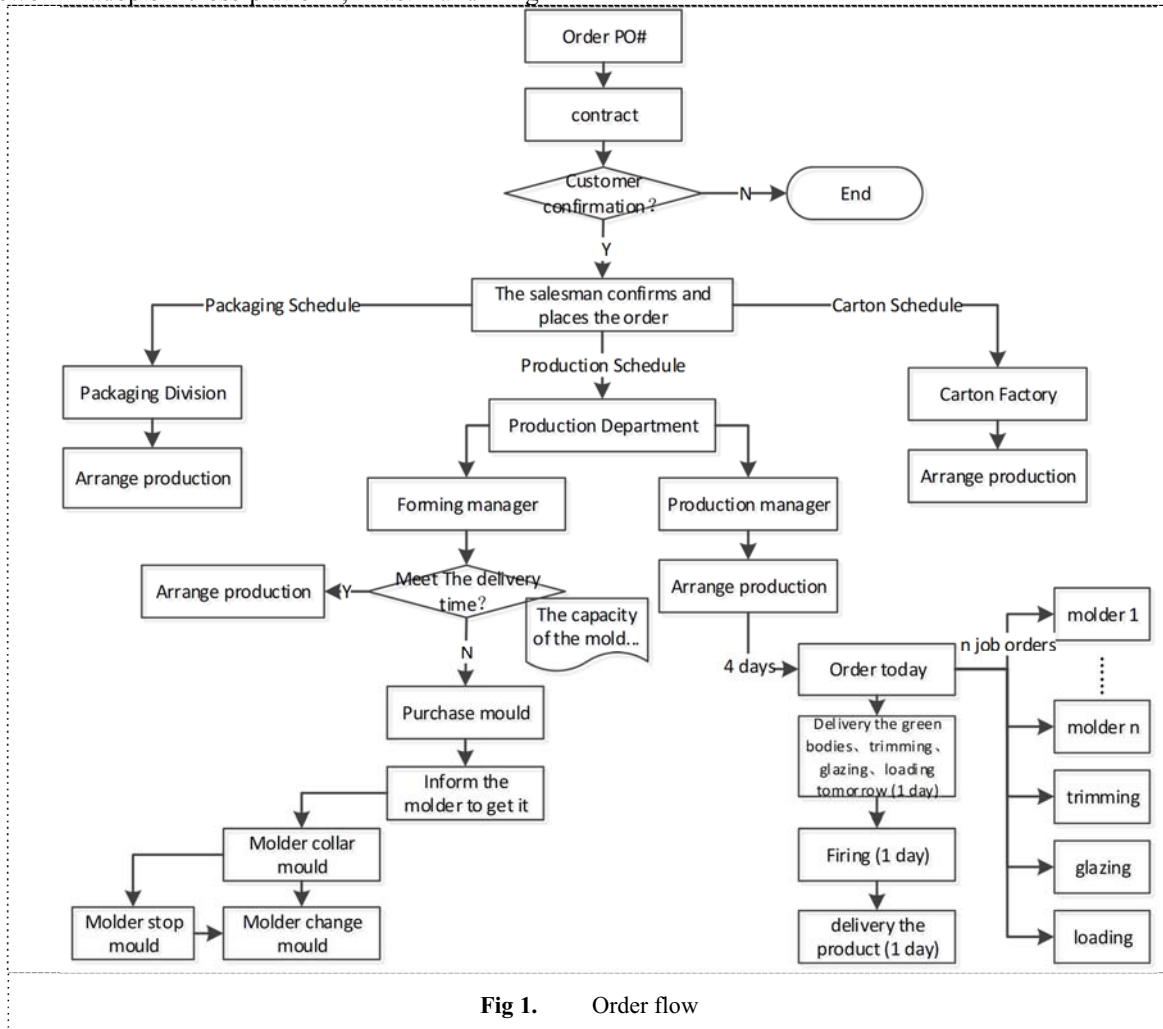 Order PO#
contract
Customer
confirmation？
N
End
Y
The salesman confirms and
places the order
Packaging Schedule
Carton Schedule
Production Schedule
Packaging Division
Carton Factory
Production Department
Arrange production
Arrange production
Forming manager
Production manager
Meet The delivery
time？
Y
Arrange production
Arrange production
The capacity
of the mold...
N
4 days
Order today
n job orders
molder 1
molder n
trimming
glazing
loading
Purchase mould
Delivery the green
bodies、trimming、
glazing、loading
tomorrow (1 day)
Inform the
molder to get it
Molder collar
mould
Firing (1 day)
Molder stop
mould
Molder change
mould
delivery the
product (1 day)
Fig 1. Order flow